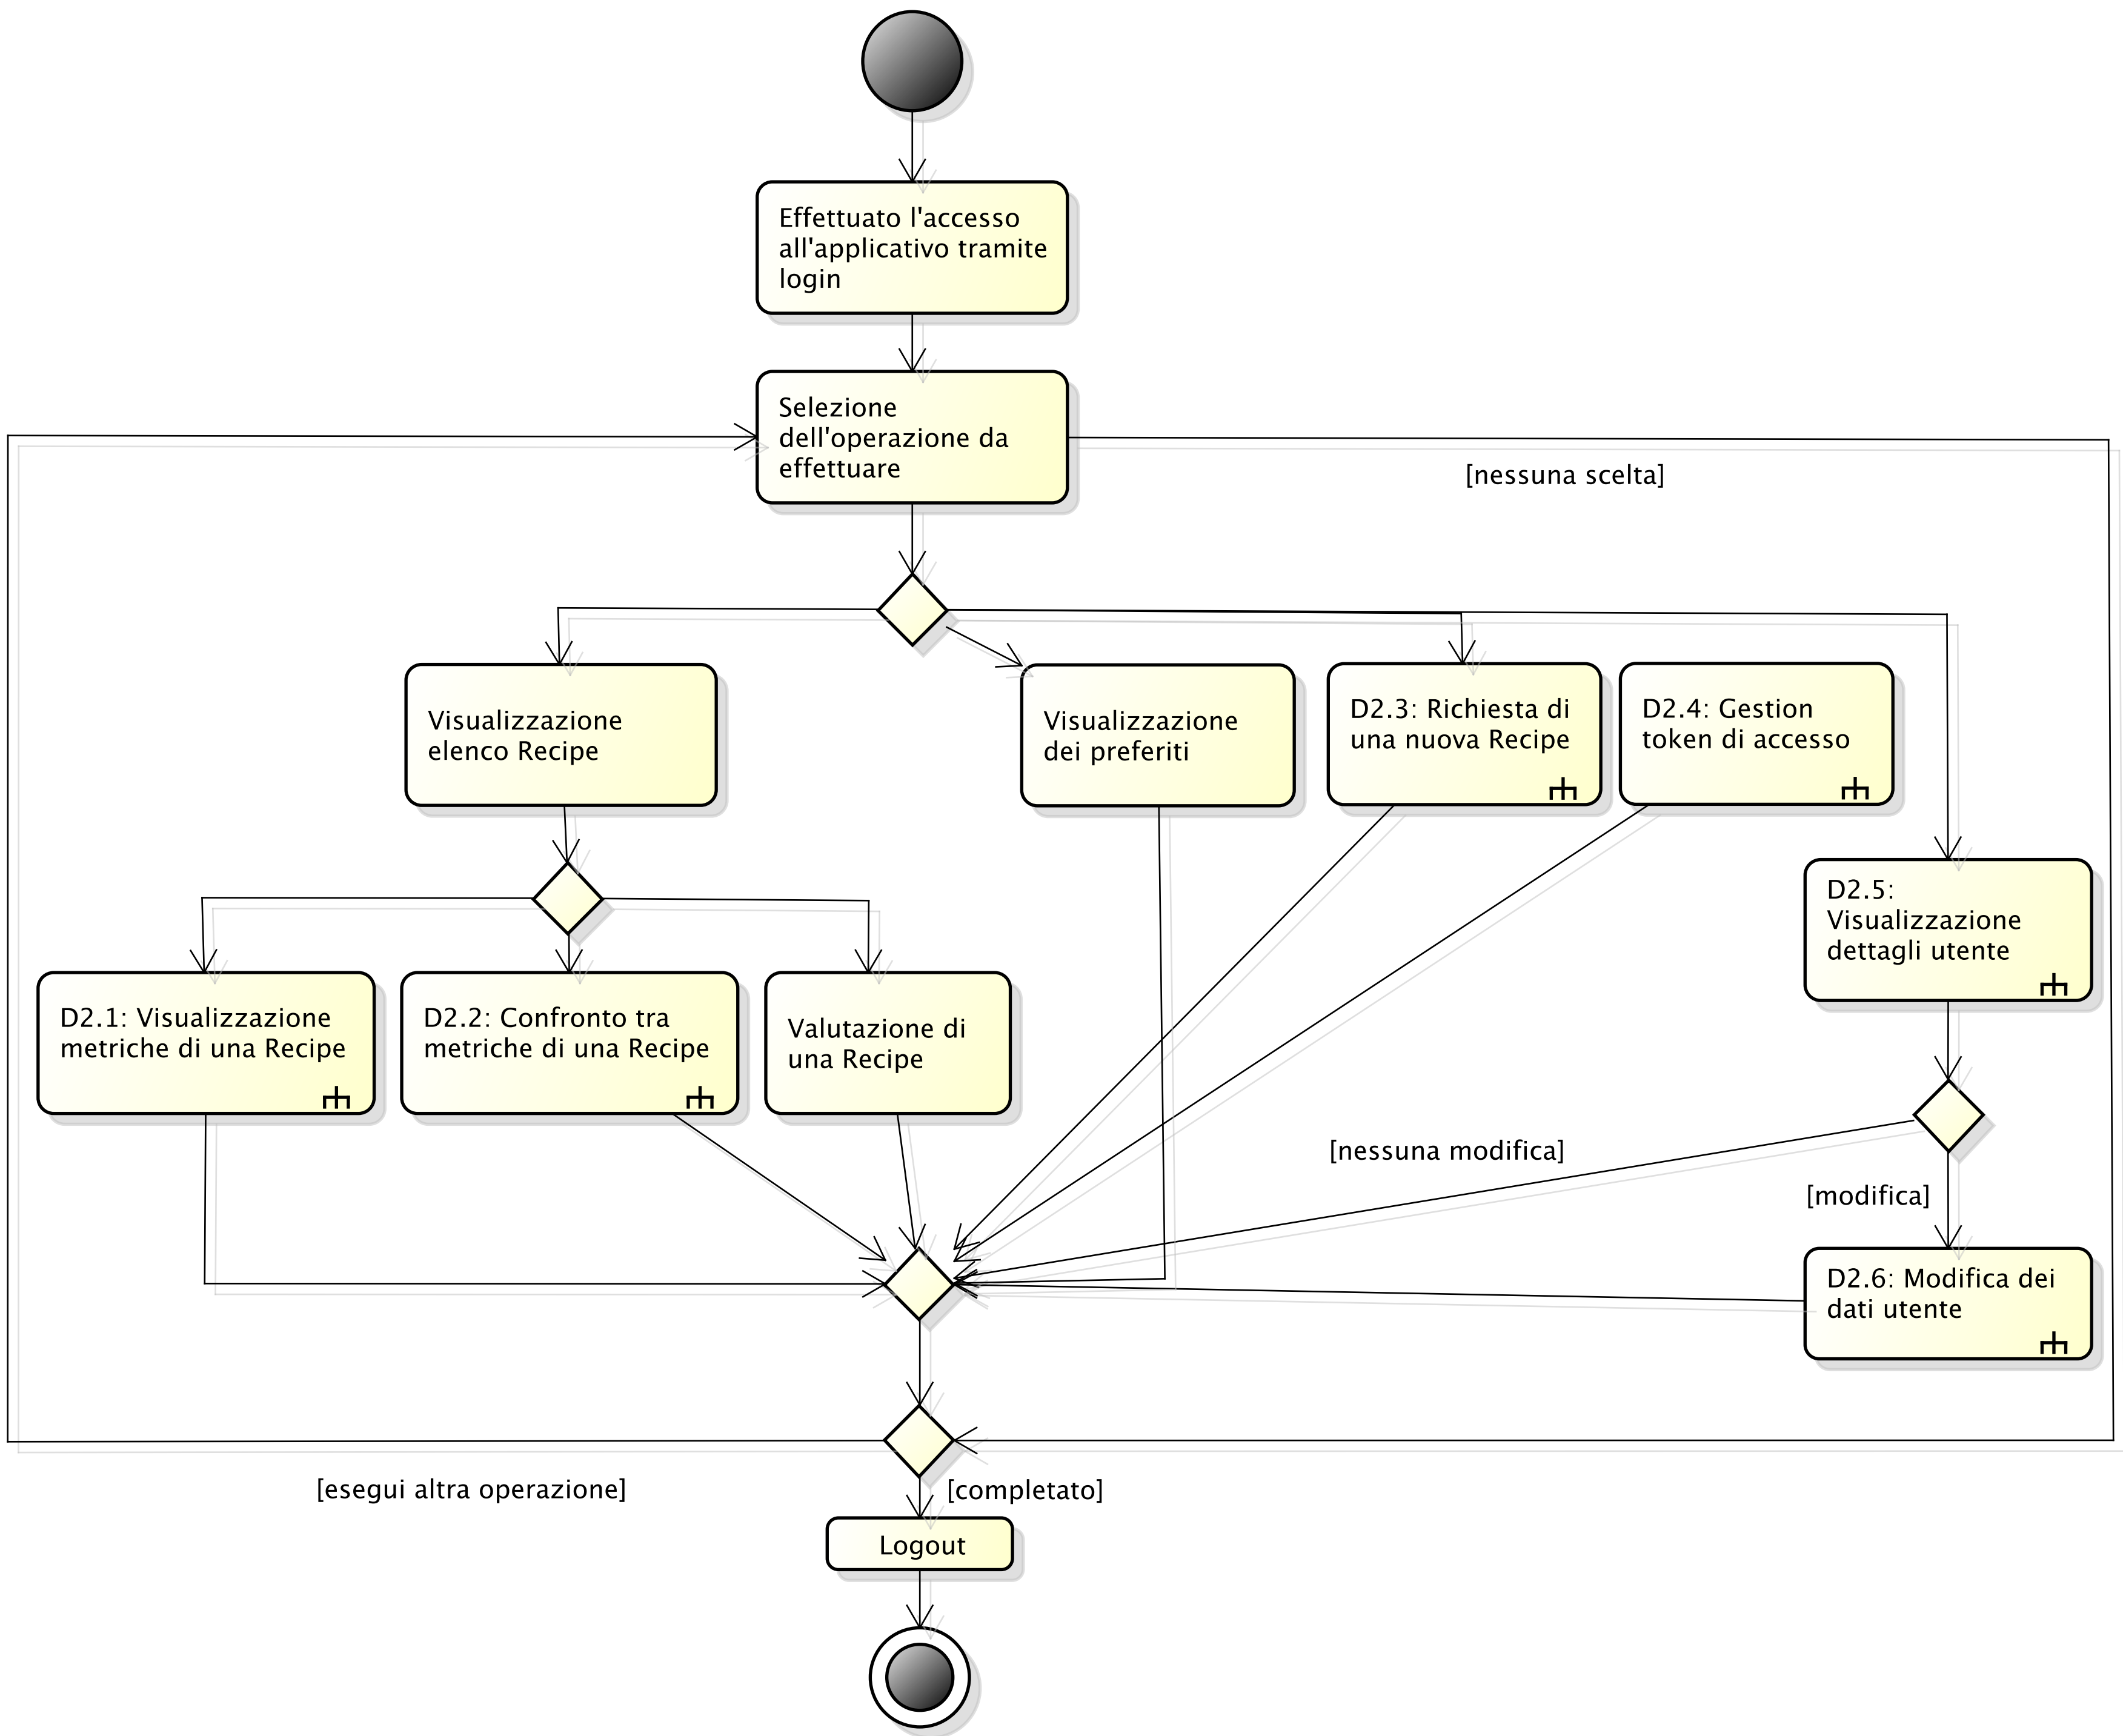 Effettuato l'accesso
all'applicativo tramite
login
Selezione
dell'operazione da
effettuare
[nessuna scelta]
Visualizzazione
elenco Recipe
Visualizzazione
dei preferiti
D2.3: Richiesta di
una nuova Recipe
D2.4: Gestion
token di accesso
D2.5:
Visualizzazione
dettagli utente
D2.1: Visualizzazione
metriche di una Recipe
D2.2: Confronto tra
metriche di una Recipe
Valutazione di
una Recipe
[nessuna modifica]
[modifica]
D2.6: Modifica dei
dati utente
[esegui altra operazione]
[completato]
Logout